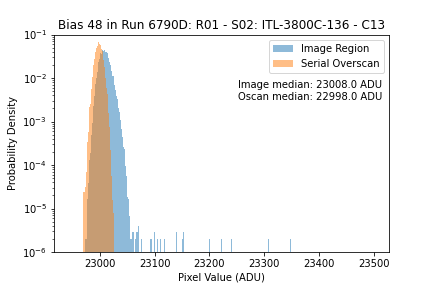 Bias 48 in Run 6790D: R01 - S02: ITL-3800C-136 - C13
Image Region
Serial Overscan
Image median: 23008.0 ADU
Oscan median: 22998.0 ADU
Probability Density
10^-1
10^-2
10^-3
10^-4
10^-5
10^-6
23000 23100 23200 23300 23400 23500
Pixel Value (ADU)